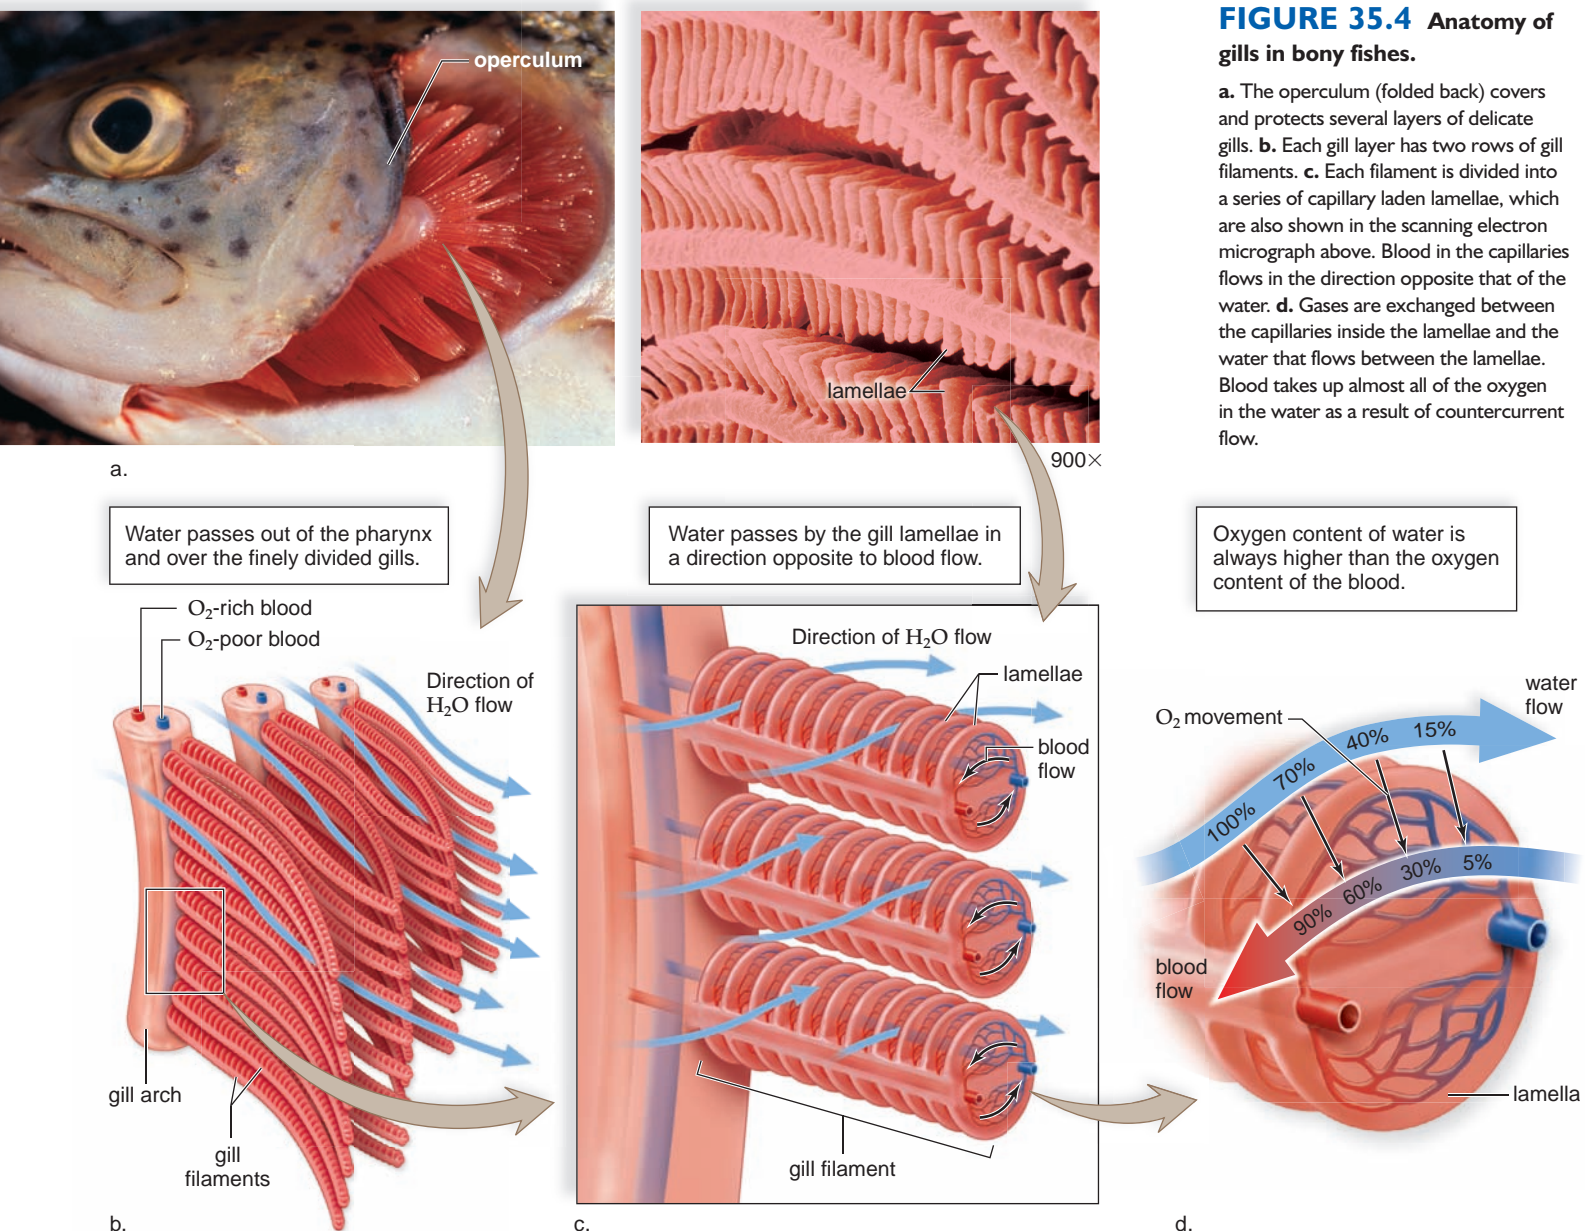 FIGURE 35.4 Anatomy of
gills in bony fishes.
a. The operculum (folded back) covers
and protects several layers of delicate
gills. b. Each gill layer has two rows of gill
filaments. c. Each filament is divided into
a series of capillary laden lamellae, which
are also shown in the scanning electron
micrograph above. Blood in the capillaries
flows in the direction opposite that of the
water. d. Gases are exchanged between
the capillaries inside the lamellae and the
water that flows between the lamellae.
Blood takes up almost all of the oxygen
in the water as a result of countercurrent
flow.
operculum
a.
lamellae
900×
Water passes out of the pharynx
and over the finely divided gills.
O₂-rich blood
O₂-poor blood
Direction of
H₂O flow
gill arch
gill
filaments
b.
Water passes by the gill lamellae in
a direction opposite to blood flow.
Direction of H₂O flow
lamellae
blood
flow
gill filament
c.
Oxygen content of water is
always higher than the oxygen
content of the blood.
water
flow
O₂ movement
100% 70% 40% 15%
90% 60% 30% 5%
blood
flow
lamella
d.